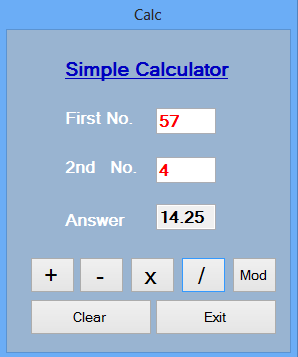 Calc
Simple Calculator
First No. 57
2nd No. 4
Answer 14.25
+ - x / Mod
Clear Exit